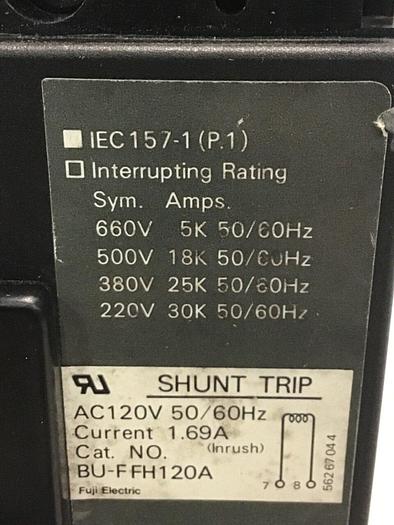 ■ IEC157-1(P.1)
□ Interrupting Rating
Sym. Amps.
660V 5K 50/60Hz
500V 18K 50/60Hz
380V 25K 50/60Hz
220V 30K 50/60Hz
SHUNT TRIP
AC120V 50/60Hz
Current 1.69A
Cat. NO. (Inrush)
BU-FFH120A
Fuji Electric
7 8
56267044